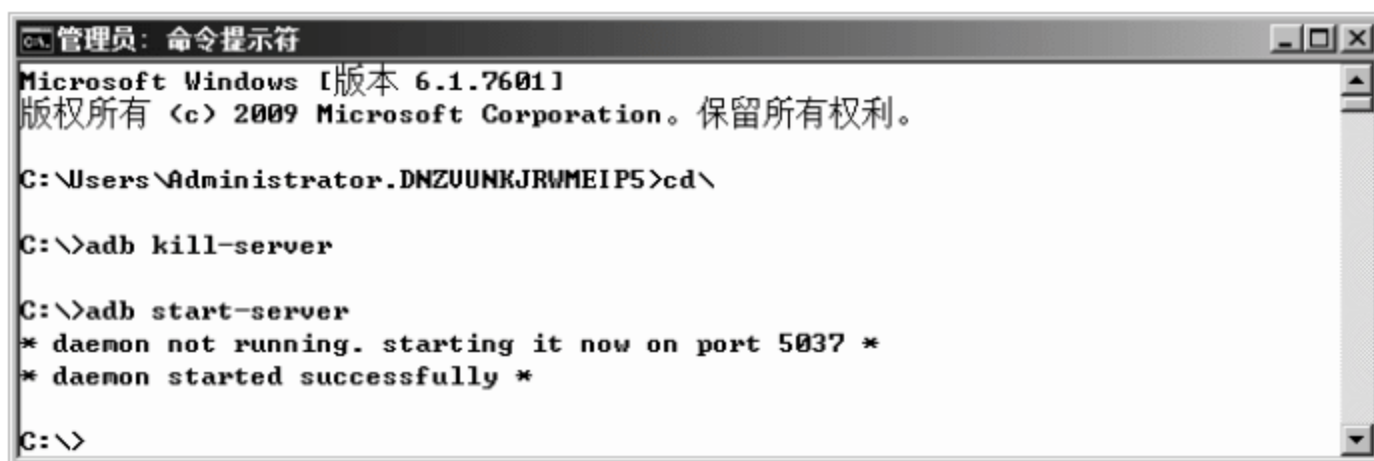 管理员: 命令提示符
Microsoft Windows [版本 6.1.7601]
版权所有 (c) 2009 Microsoft Corporation。保留所有权利。
C:\Users\Administrator.DNZVUNKJRWMEIP5>cd\
C:\>adb kill-server
C:\>adb start-server
* daemon not running. starting it now on port 5037 *
* daemon started successfully *
C:\>